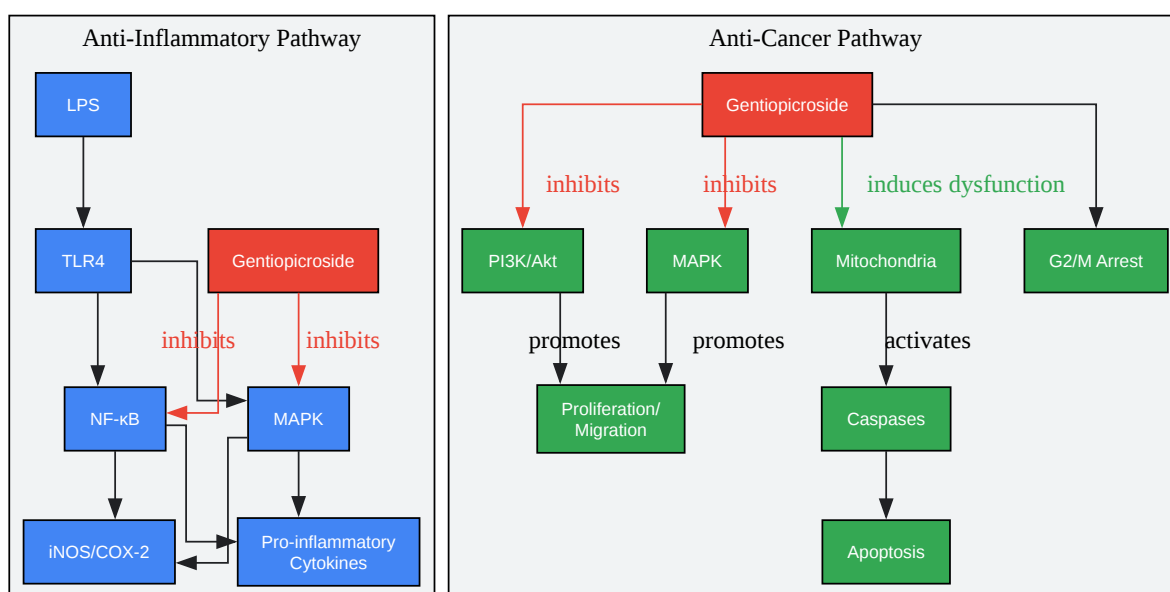 Anti-Inflammatory Pathway
LPS
TLR4
Gentiopicroside
inhibits
inhibits
NF-κB
MAPK
iNOS/COX-2
Pro-inflammatory
Cytokines
Anti-Cancer Pathway
Gentiopicroside
inhibits
inhibits
induces dysfunction
PI3K/Akt
MAPK
Mitochondria
G2/M Arrest
promotes
promotes
activates
Proliferation/
Migration
Caspases
Apoptosis